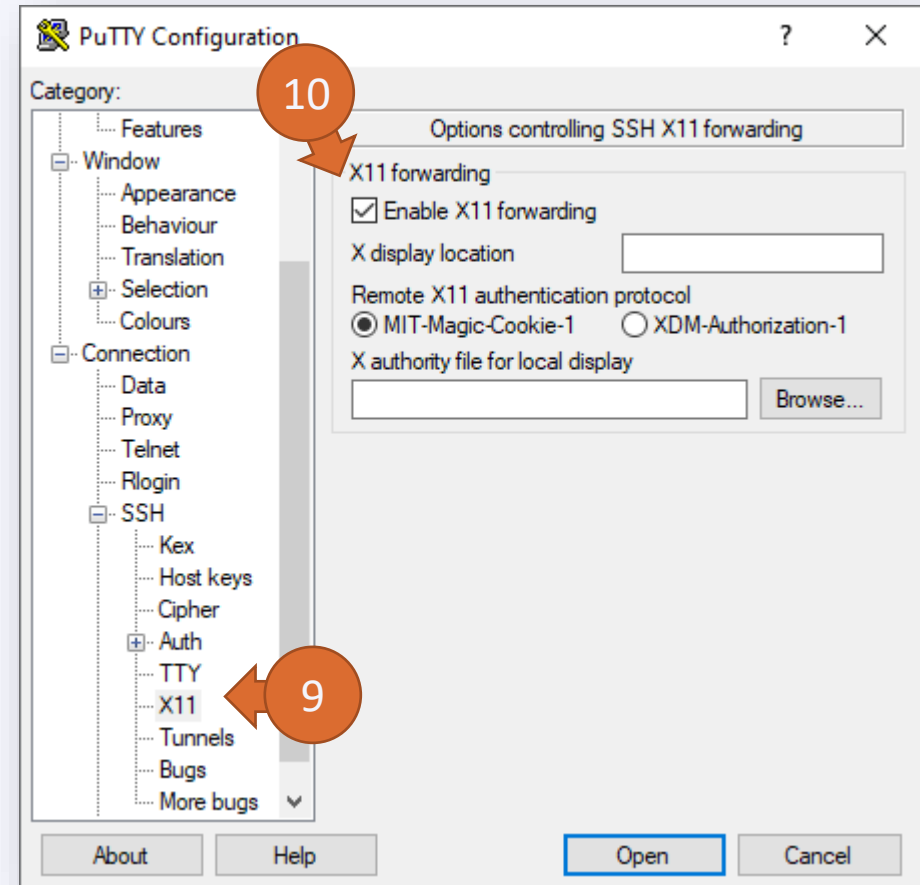 PuTTY Configuration
?
Category:
10
Features
Window
Appearance
Behaviour
Translation
Selection
Colours
Connection
Data
Proxy
Telnet
Rlogin
SSH
Kex
Host keys
Cipher
Auth
TTY
X11
9
Tunnels
Bugs
More bugs
Options controlling SSH X11 forwarding
X11 forwarding
Enable X11 forwarding
X display location
Remote X11 authentication protocol
MIT-Magic-Cookie-1 XDM-Authorization-1
X authority file for local display
Browse...
About Help Open Cancel